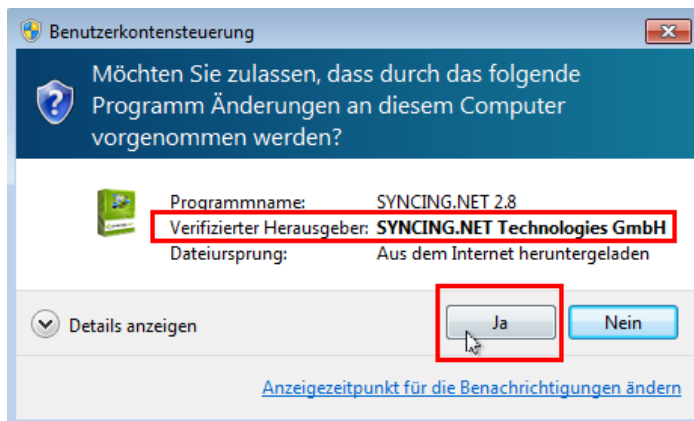 Benutzerkontensteuerung
Möchten Sie zulassen, dass durch das folgende
Programm Änderungen an diesem Computer
vorgenommen werden?
Programmname: SYNCING.NET 2.8
Verifizierter Herausgeber: SYNCING.NET Technologies GmbH
Dateiursprung: Aus dem Internet heruntergeladen
Details anzeigen
Ja
Nein
Anzeigezeitpunkt für die Benachrichtigungen ändern